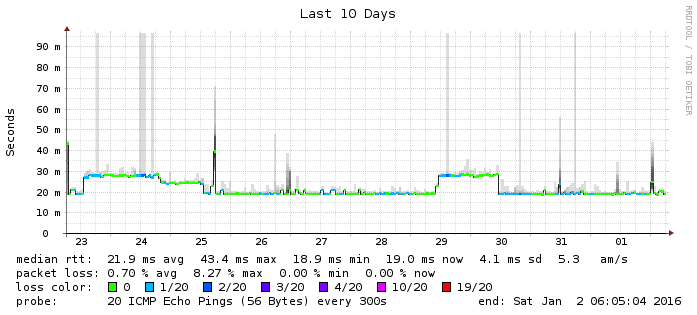 Last 10 Days
RRDTOOL / TOBI OETIKER
Seconds
90 m
80 m
70 m
60 m
50 m
40 m
30 m
20 m
10 m
0
23 24 25 26 27 28 29 30 31 01
median rtt: 21.9 ms avg 43.4 ms max 18.9 ms min 19.0 ms now 4.1 ms sd 5.3 am/s
packet loss: 0.70 % avg 8.27 % max 0.00 % min 0.00 % now
loss color: 0 1/20 2/20 3/20 4/20 10/20 19/20
probe: 20 ICMP Echo Pings (56 Bytes) every 300s end: Sat Jan 2 06:05:04 2016